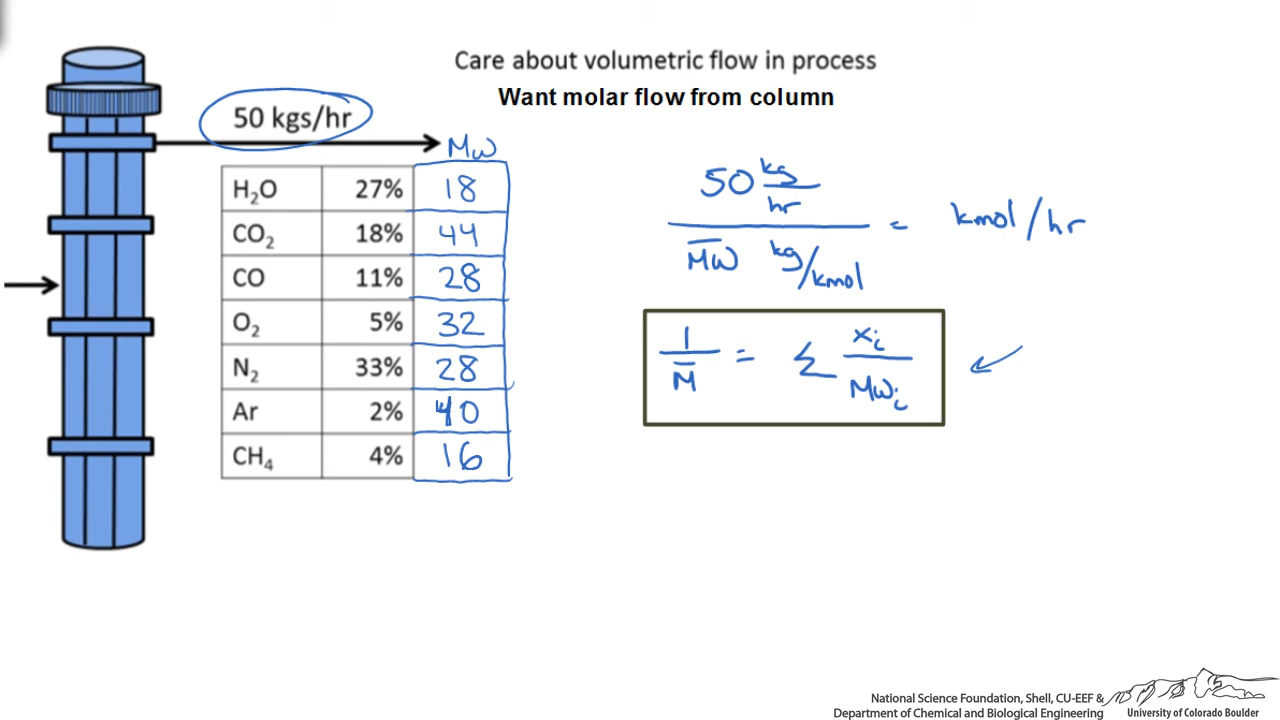 Care about volumetric flow in process
Want molar flow from column
50 kgs/hr
MW
H₂O 27% 18
CO₂ 18% 44
CO 11% 28
O₂ 5% 32
N₂ 33% 28
Ar 2% 40
CH₄ 4% 16
50 kg/hr
M̅W̅ kg/kmol
= kmol/hr
1/M̅ = Σ xᵢ/MWᵢ
National Science Foundation, Shell, CU-EEF &
Department of Chemical and Biological Engineering
University of Colorado Boulder